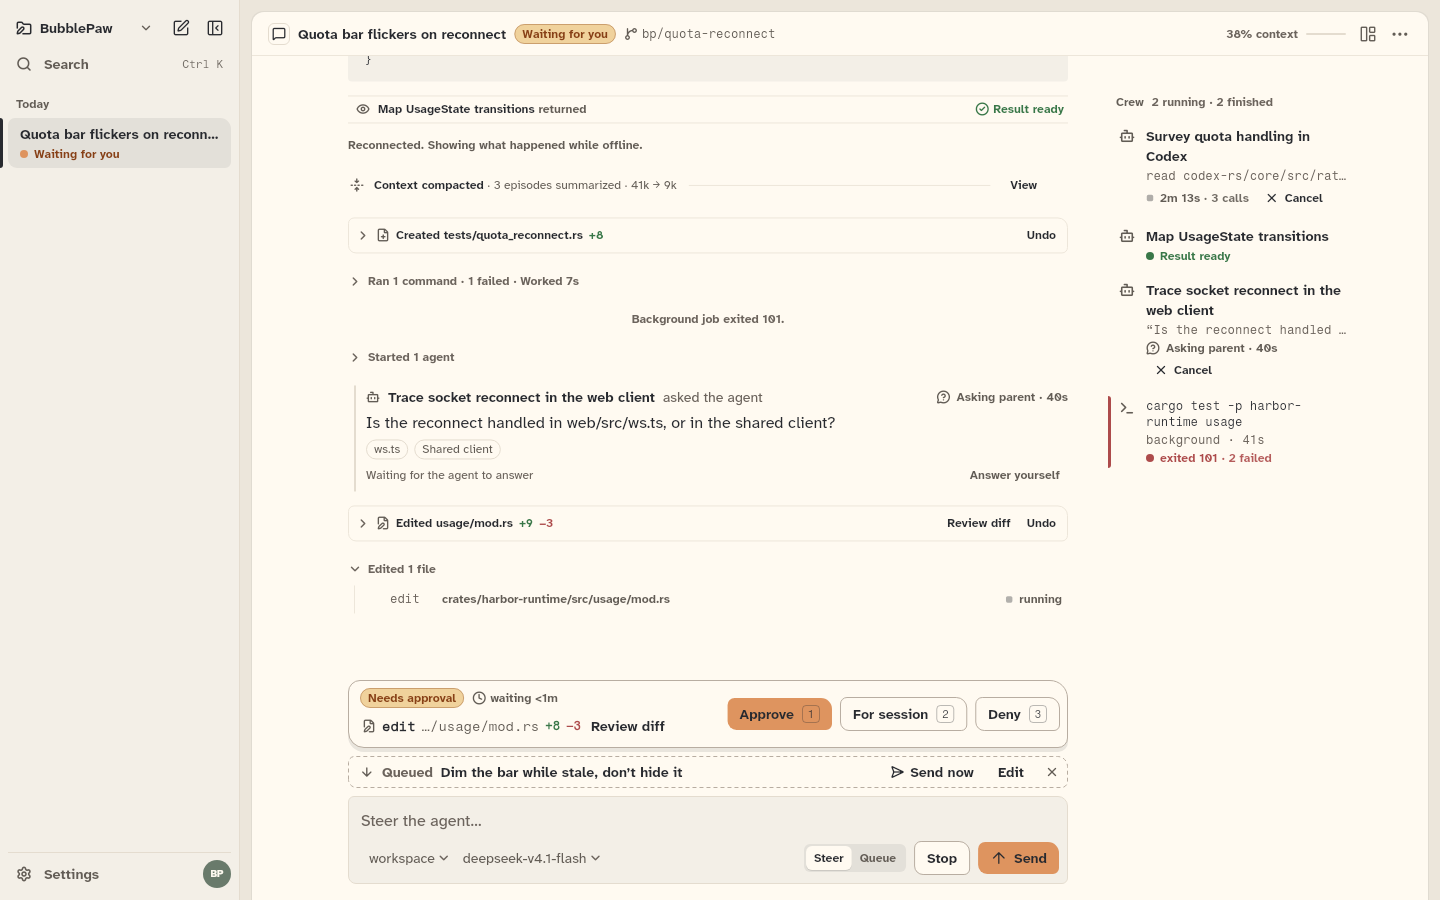 BubblePaw
Search Ctrl K
Today
Quota bar flickers on reconn...
Waiting for you
Settings
BP
Quota bar flickers on reconnect Waiting for you bp/quota-reconnect 38% context
}
Map UsageState transitions returned Result ready
Reconnected. Showing what happened while offline.
Context compacted · 3 episodes summarized · 41k → 9k View
Created tests/quota_reconnect.rs +8 Undo
Ran 1 command · 1 failed · Worked 7s
Background job exited 101.
Started 1 agent
Trace socket reconnect in the web client asked the agent Asking parent · 40s
Is the reconnect handled in web/src/ws.ts, or in the shared client?
ws.ts Shared client
Waiting for the agent to answer Answer yourself
Edited usage/mod.rs +9 −3 Review diff Undo
Edited 1 file
edit crates/harbor-runtime/src/usage/mod.rs running
Needs approval waiting <1m
edit …/usage/mod.rs +8 −3 Review diff
Approve 1 For session 2 Deny 3
Queued Dim the bar while stale, don’t hide it Send now Edit
Steer the agent...
workspace deepseek-v4.1-flash Steer Queue Stop Send
Crew 2 running · 2 finished
Survey quota handling in
Codex
read codex-rs/core/src/rat…
2m 13s · 3 calls Cancel
Map UsageState transitions
Result ready
Trace socket reconnect in the
web client
“Is the reconnect handled …
Asking parent · 40s
Cancel
cargo test -p harbor-
runtime usage
background · 41s
exited 101 · 2 failed